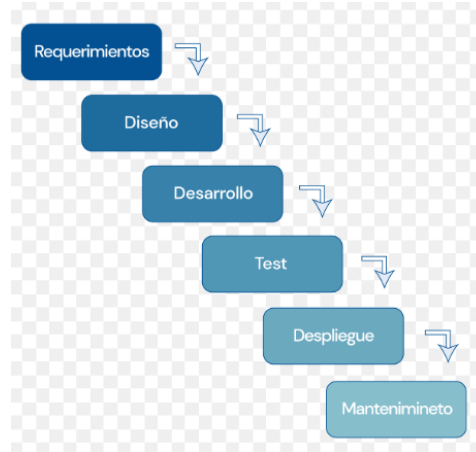 Requerimientos
Diseño
Desarrollo
Test
Despliegue
Mantenimineto